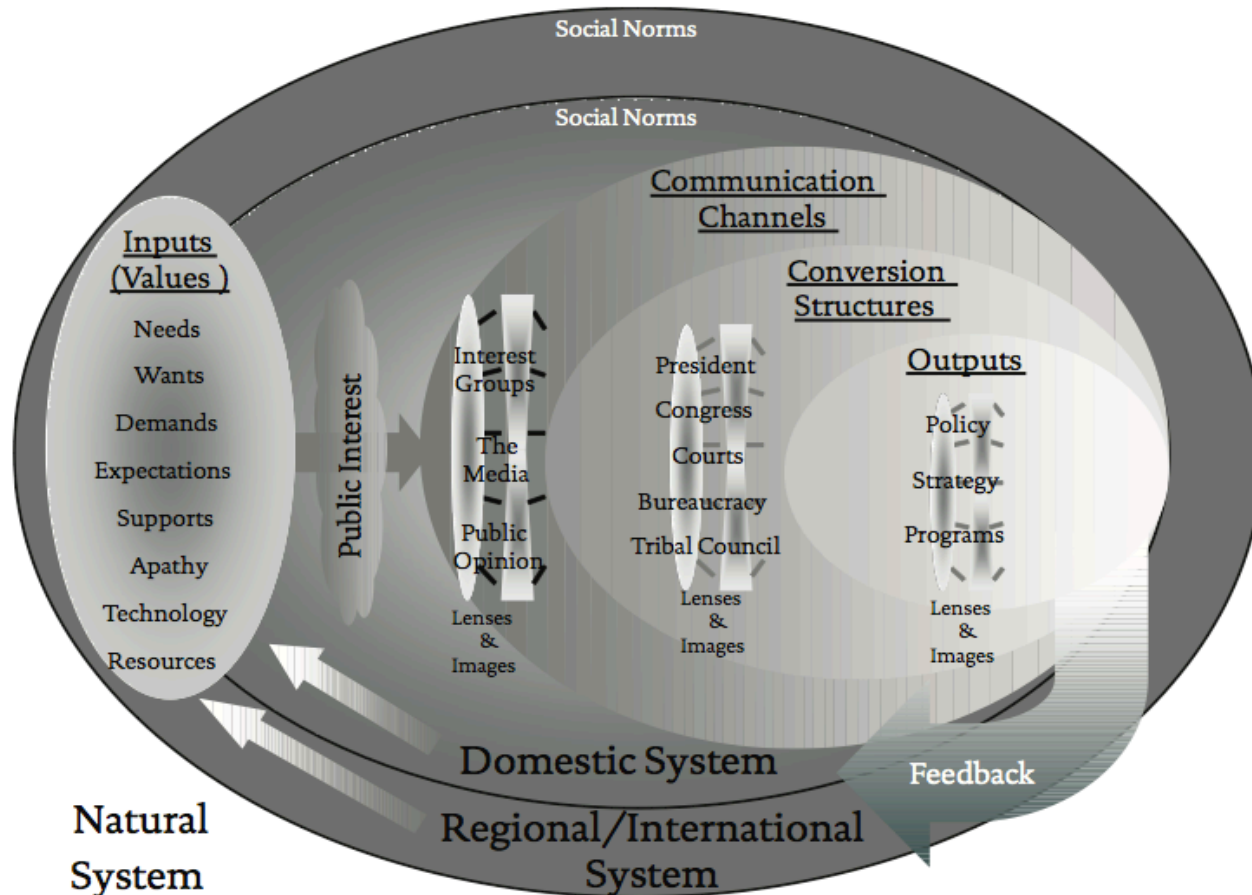 Social Norms
Social Norms
Inputs
(Values )
Needs
Wants
Demands
Expectations
Supports
Apathy
Technology
Resources
Public Interest
Communication
Channels
Interest
Groups
The
Media
Public
Opinion
Lenses
&
Images
Conversion
Structures
President
Congress
Courts
Bureaucracy
Tribal Council
Lenses
&
Images
Outputs
Policy
Strategy
Programs
Lenses
&
Images
Domestic System
Feedback
Regional/International
System
Natural
System